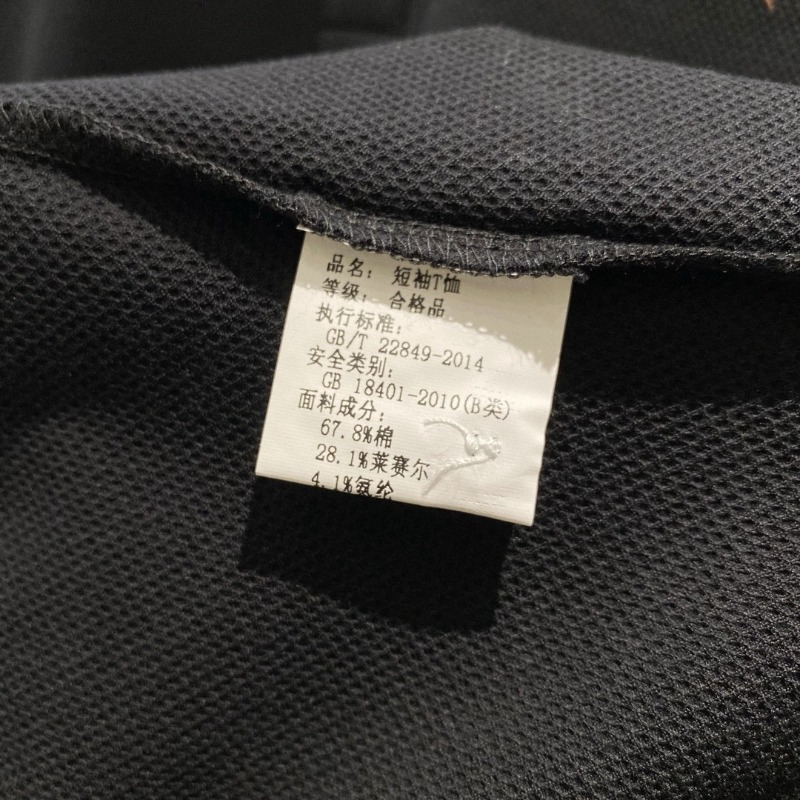 品名：短袖T恤
等级：合格品
执行标准：
GB/T 22849-2014
安全类别：
GB 18401-2010(B类)
面料成分：
67.8%棉
28.1%莱赛尔
4.1%氨纶